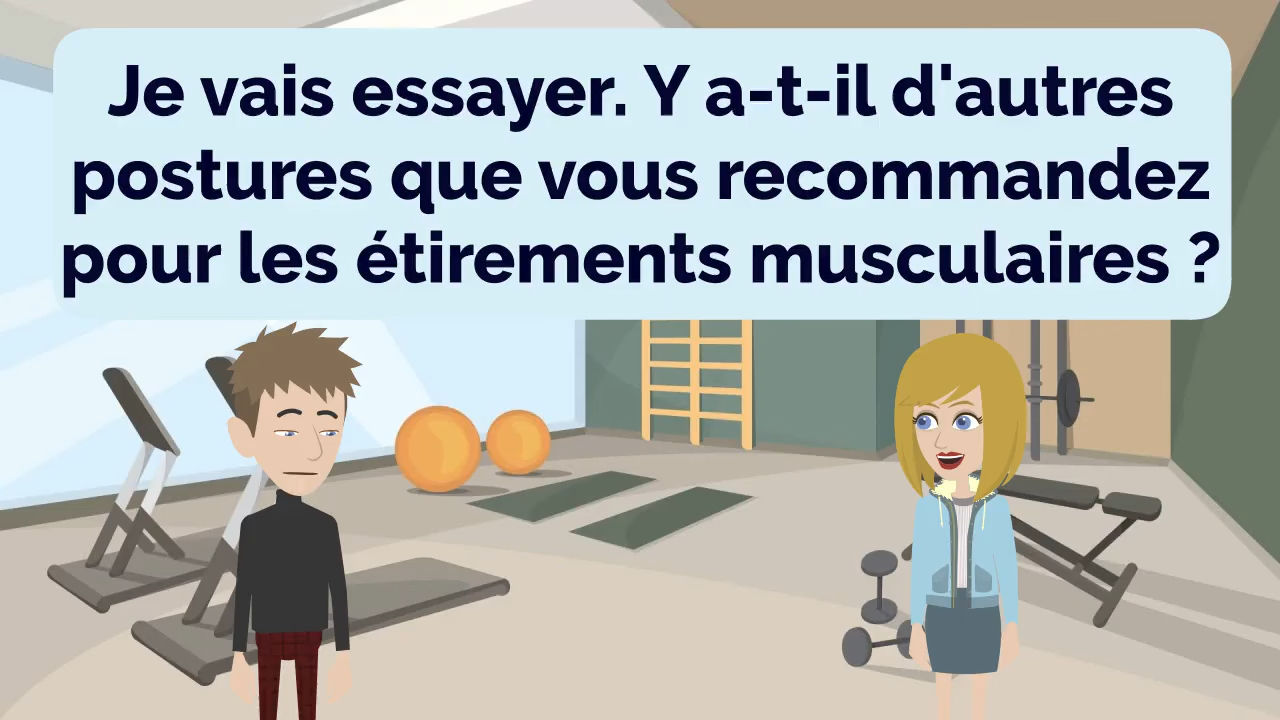 Je vais essayer. Y a-t-il d'autres
postures que vous recommandez
pour les étirements musculaires ?